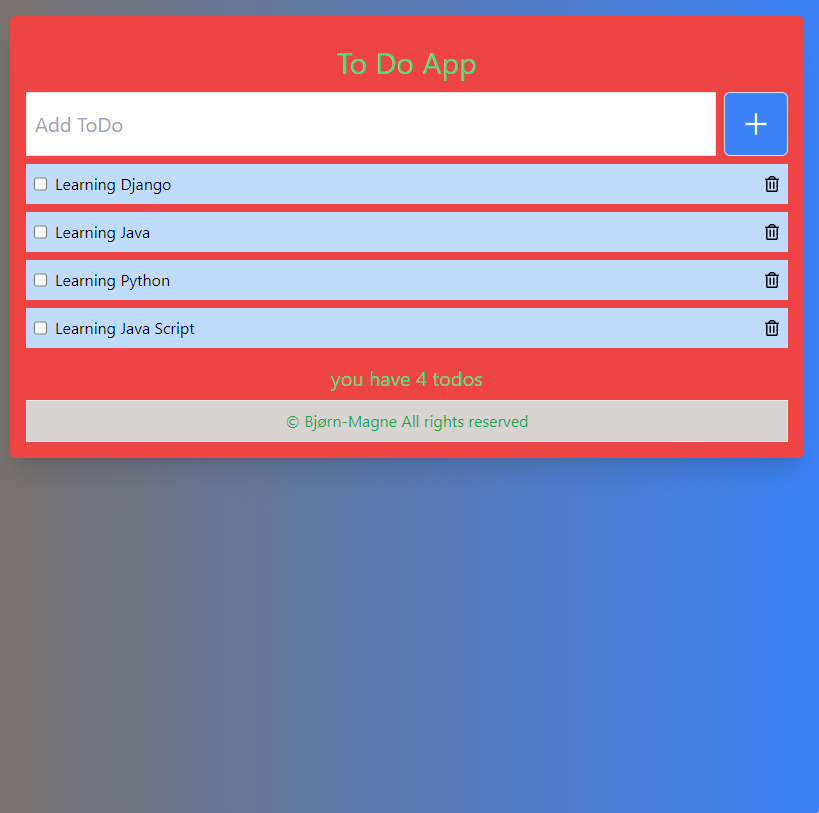 To Do App
Add ToDo
Learning Django
Learning Java
Learning Python
Learning Java Script
you have 4 todos
© Bjørn-Magne All rights reserved